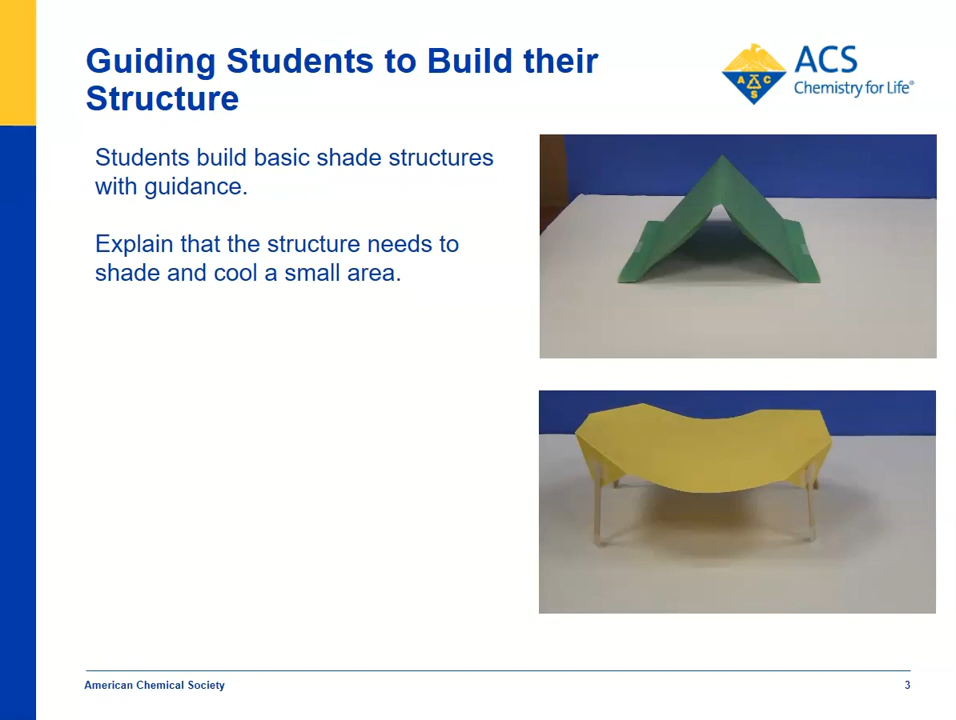 Guiding Students to Build their
Structure
ACS
Chemistry for Life®
A C S
Students build basic shade structures
with guidance.
Explain that the structure needs to
shade and cool a small area.
American Chemical Society
3